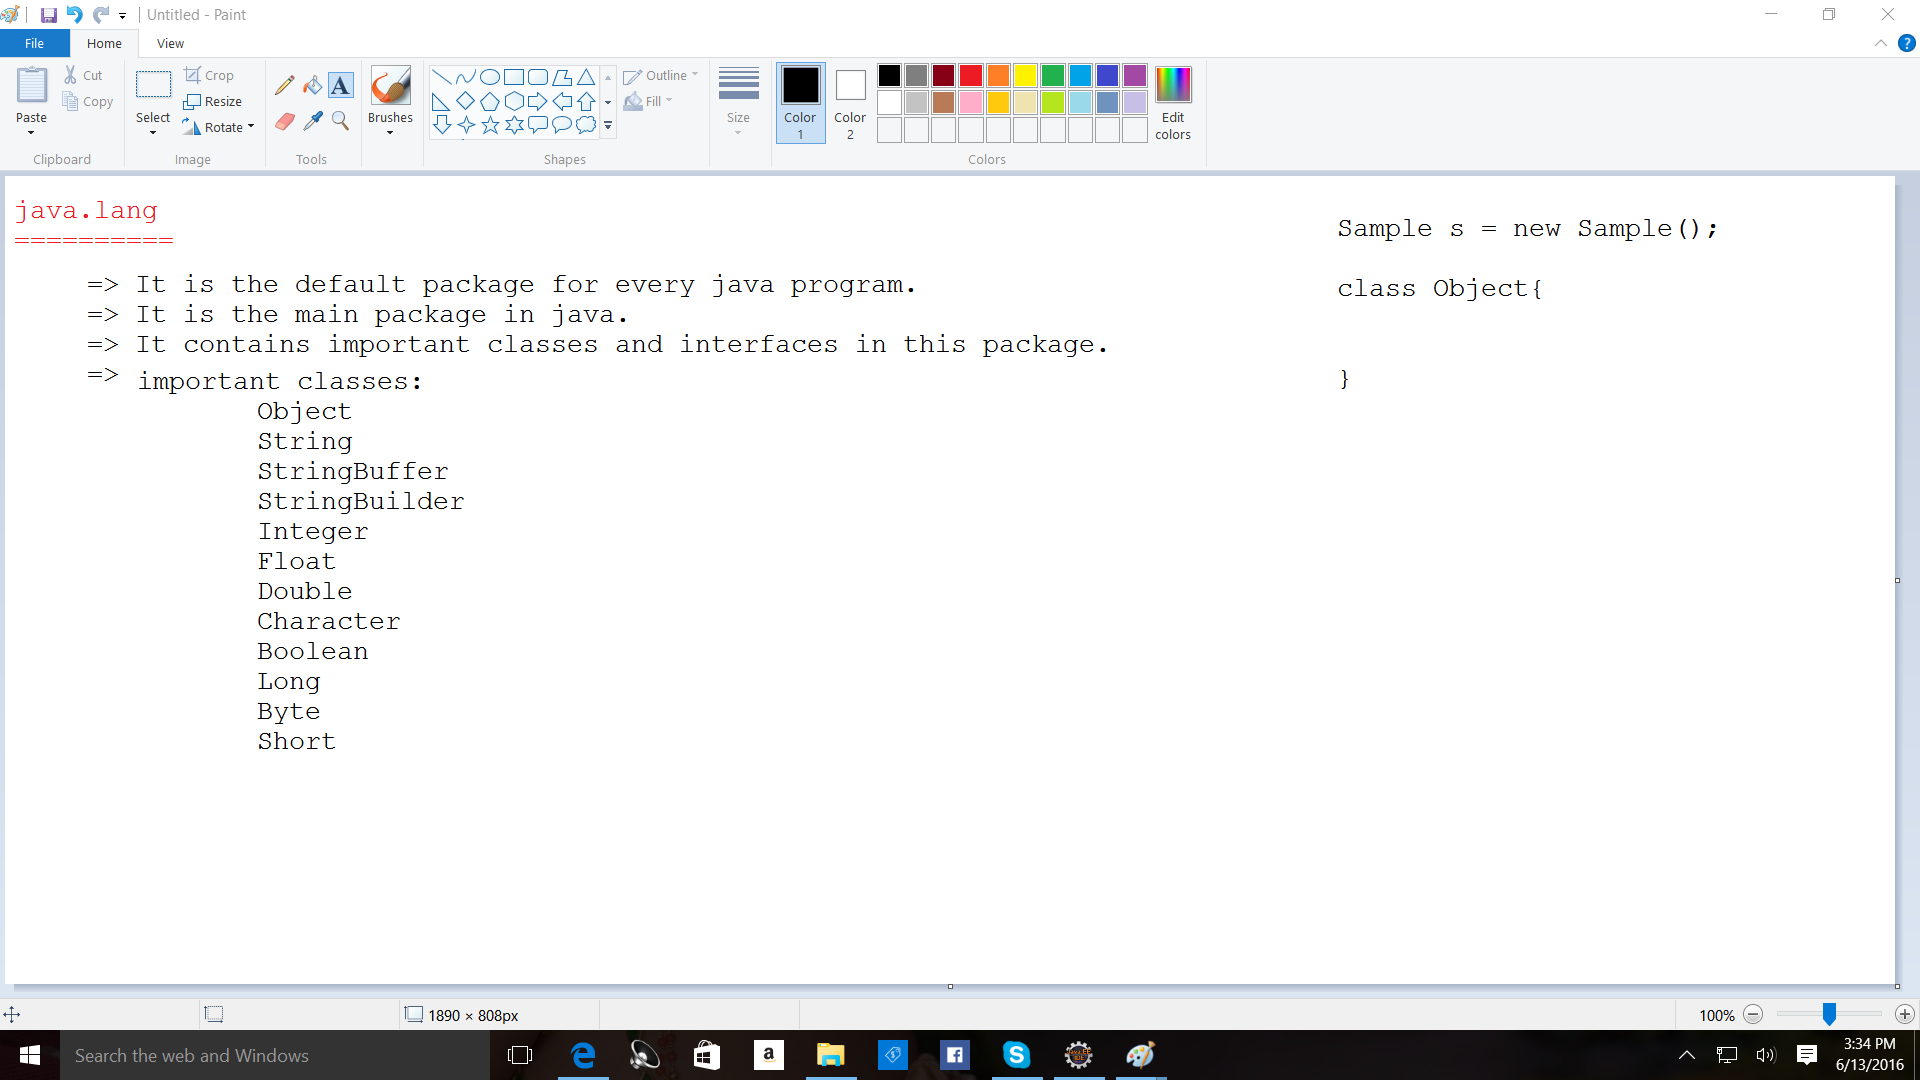 Untitled - Paint
File Home View
Paste
Cut
Copy
Clipboard
Select
Crop
Resize
Rotate
Image
A
Tools
Brushes
Outline
Fill
Shapes
Size
Color 1
Color 2
Edit colors
Colors
java.lang
==========
=> It is the default package for every java program.
=> It is the main package in java.
=> It contains important classes and interfaces in this package.
=> important classes:
Object
String
StringBuffer
StringBuilder
Integer
Float
Double
Character
Boolean
Long
Byte
Short
Sample s = new Sample();
class Object{
}
1890 × 808px
100%
Search the web and Windows
3:34 PM
6/13/2016